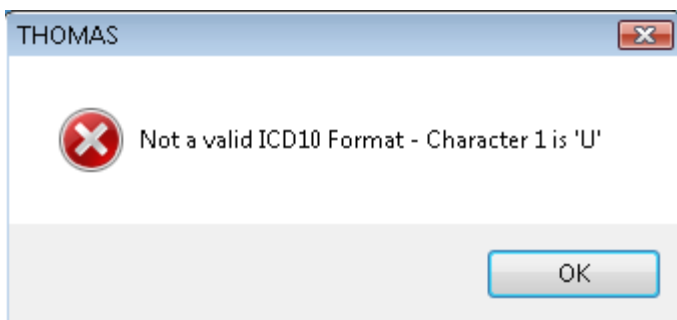 THOMAS
Not a valid ICD10 Format - Character 1 is 'U'
OK